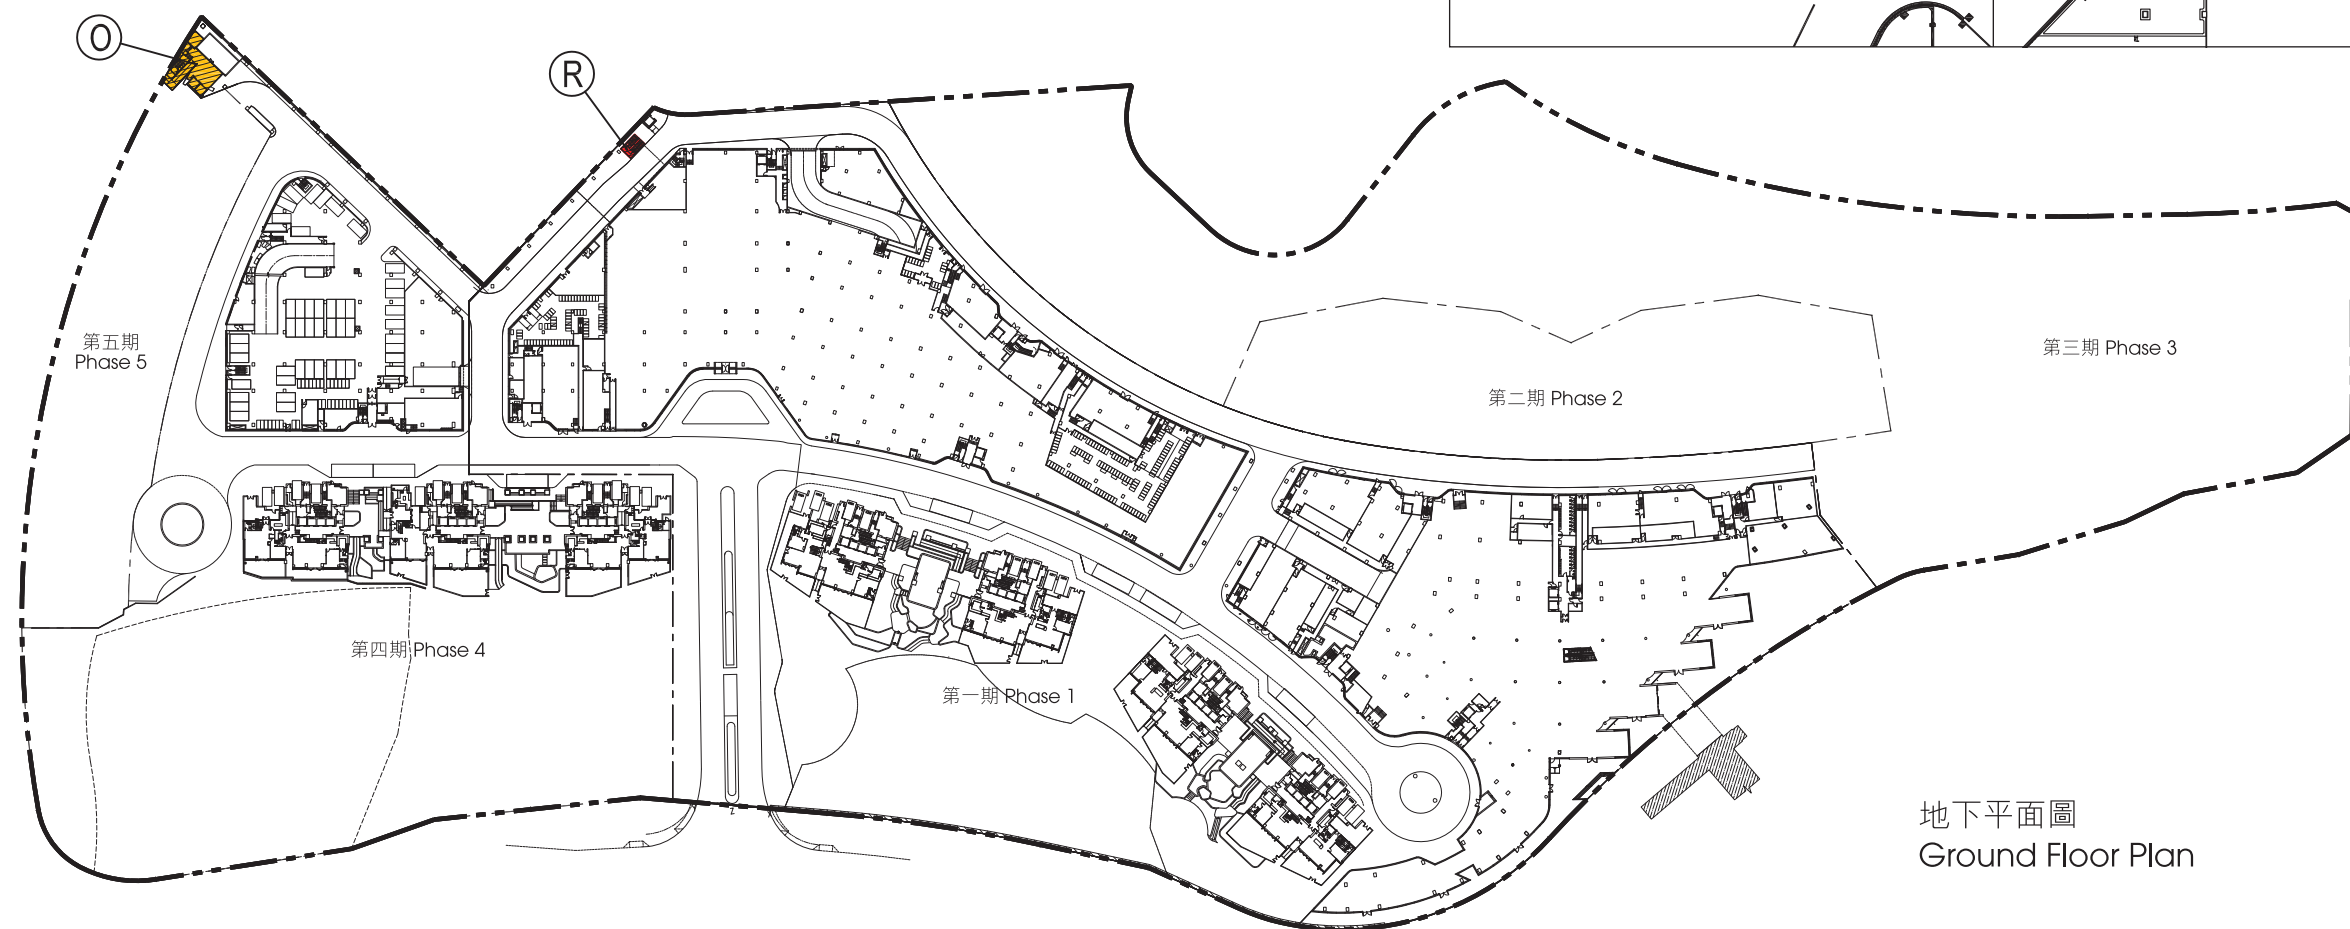 O
R
第五期
Phase 5
第三期 Phase 3
第二期 Phase 2
第四期 Phase 4
第一期 Phase 1
地下平面圖
Ground Floor Plan